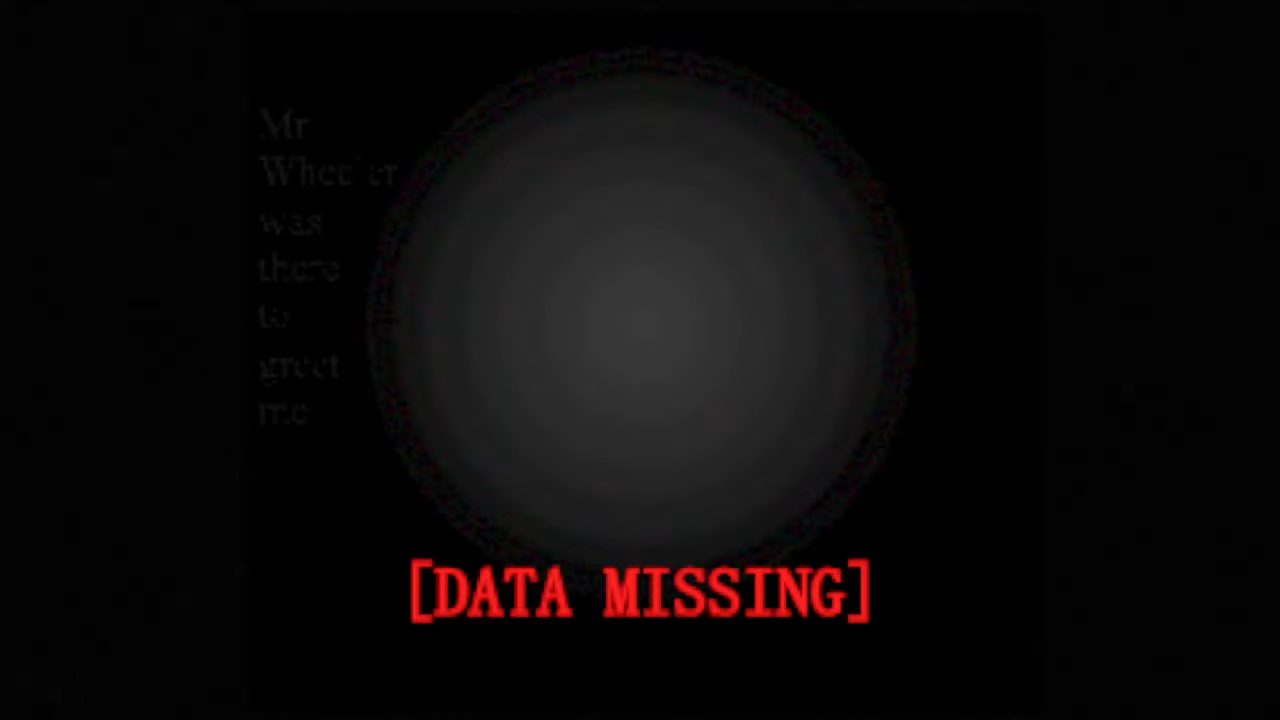 Mr
Wheeler
was
there
to
greet
me
[DATA MISSING]